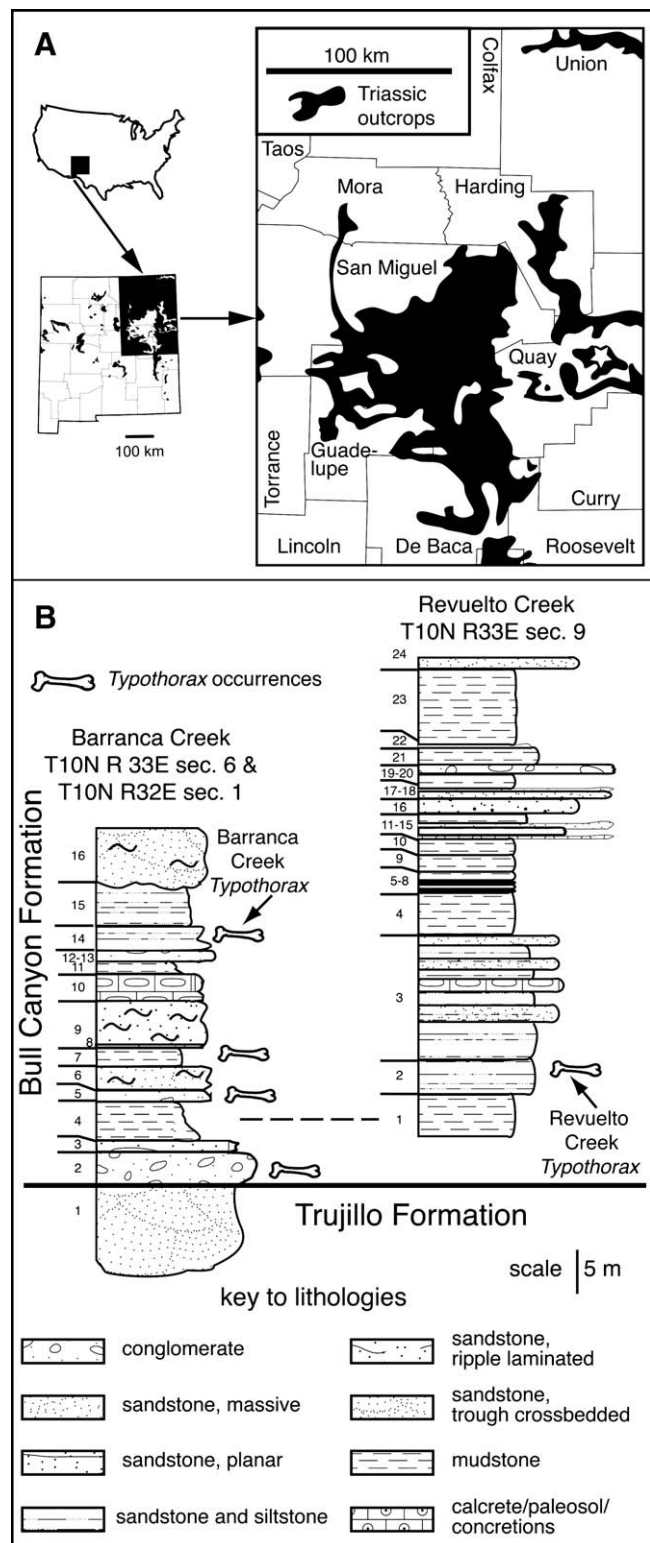 A
100 km
Triassic
outcrops
Colfax
Union
Taos
Mora
Harding
San Miguel
Quay
Torrance
Guade-
lupe
Curry
Lincoln
De Baca
Roosevelt
100 km
B
Typothorax occurrences
Barranca Creek
T10N R 33E sec. 6 &
T10N R32E sec. 1
Barranca
Creek
Typothorax
Bull Canyon Formation
16
15
14
12-13
11
10
9
8
7
6
5
4
3
2
1
Revuelto Creek
T10N R33E sec. 9
24
23
22
21
19-20
17-18
16
11-15
10
9
5-8
4
3
2
1
Revuelto
Creek
Typothorax
Trujillo Formation
scale 5 m
key to lithologies
conglomerate
sandstone, massive
sandstone, planar
sandstone and siltstone
sandstone,
ripple laminated
sandstone,
trough crossbedded
mudstone
calcrete/paleosol/
concretions